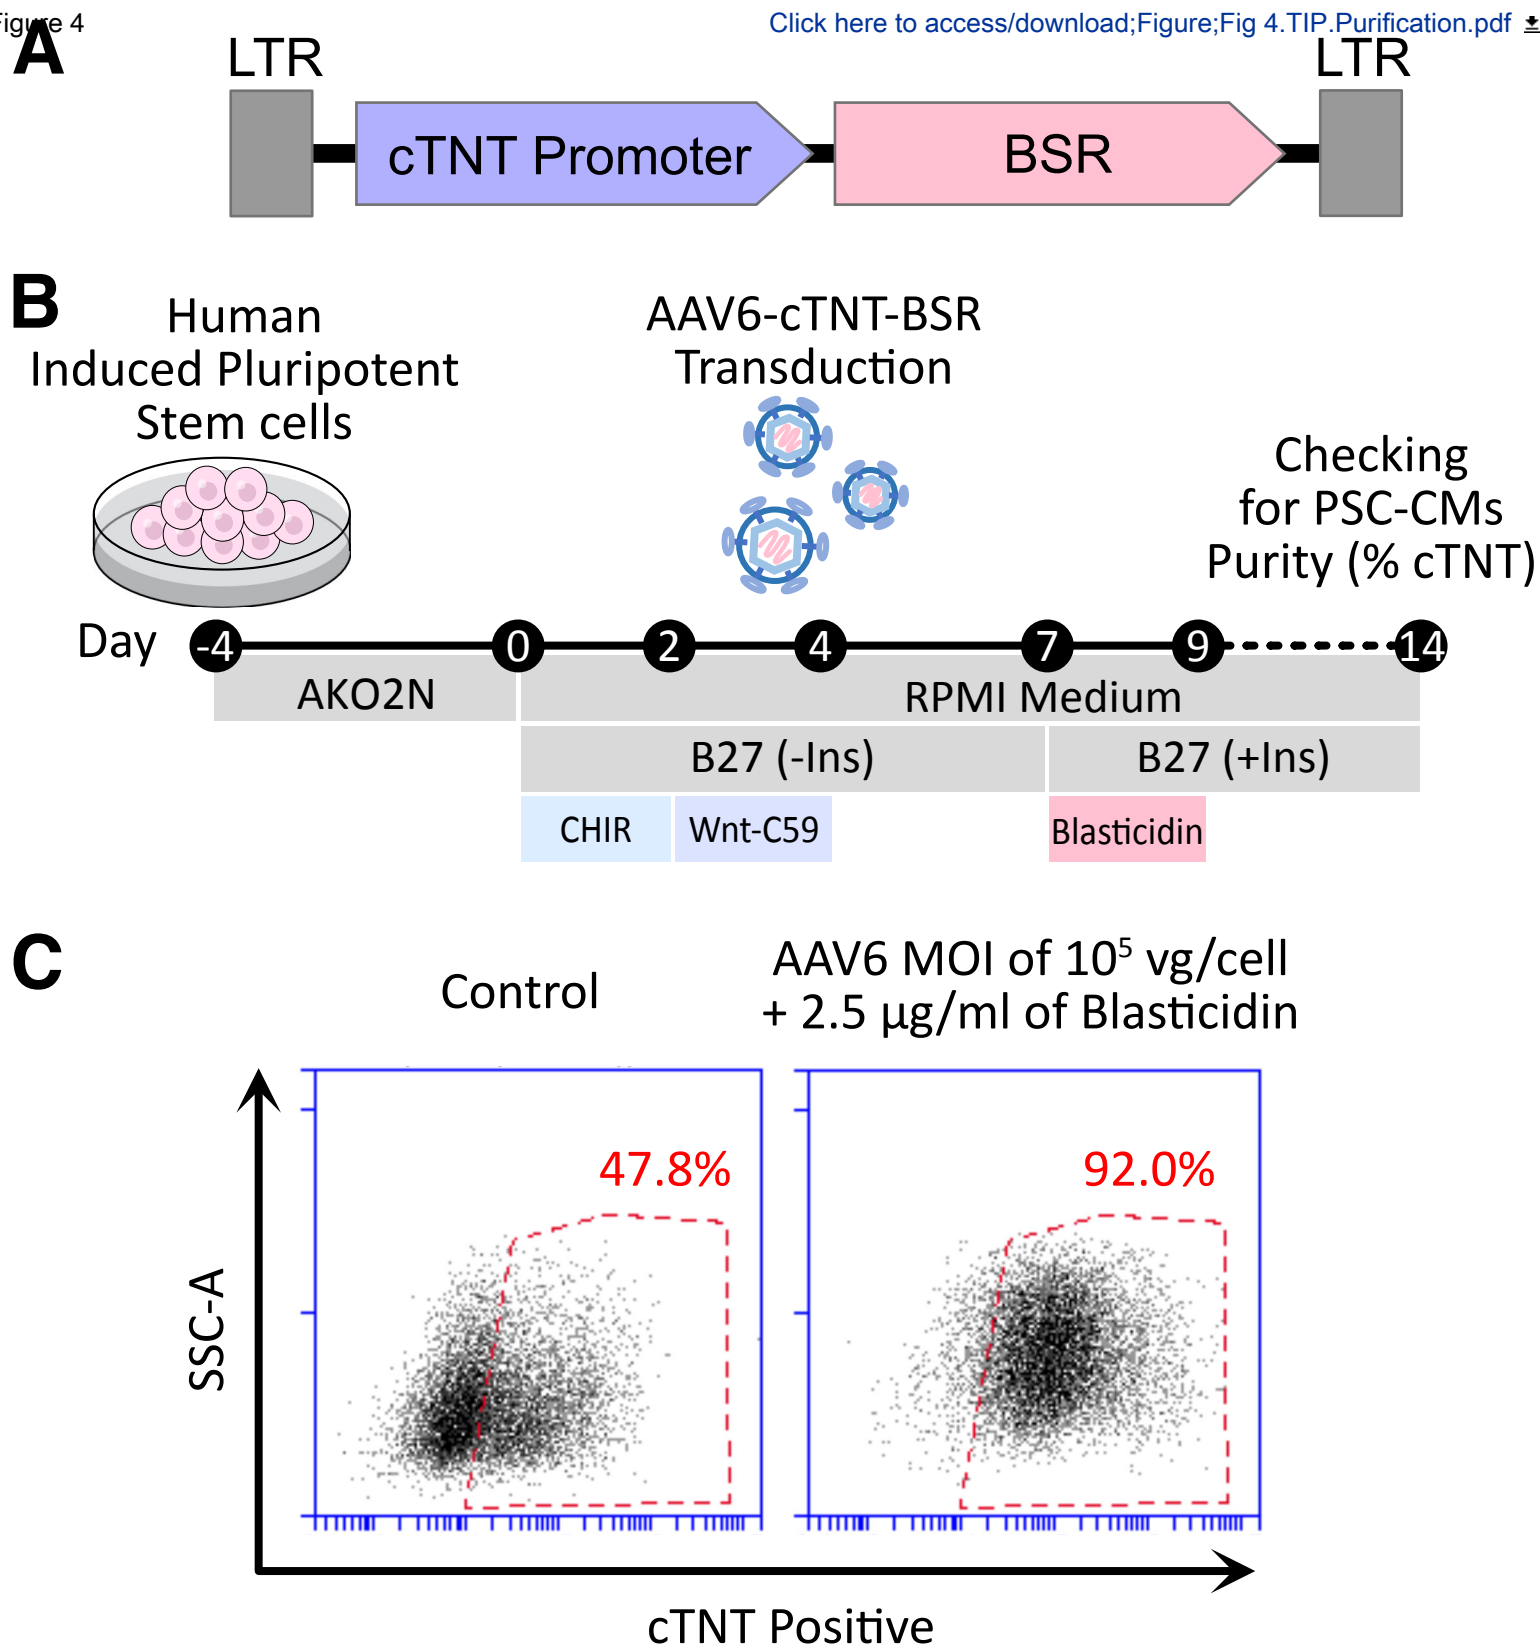 Figure 4
Click here to access/download;Figure;Fig 4.TIP.Purification.pdf
A
LTR
LTR
cTNT Promoter
BSR
B
Human
Induced Pluripotent
Stem cells
AAV6-cTNT-BSR
Transduction
Checking
for PSC-CMs
Purity (% cTNT)
Day -4 0 2 4 7 9 14
AKO2N
RPMI Medium
B27 (-Ins)
B27 (+Ins)
CHIR
Wnt-C59
Blasticidin
C
Control
AAV6 MOI of 10⁵ vg/cell
+ 2.5 µg/ml of Blasticidin
47.8%
92.0%
SSC-A
cTNT Positive